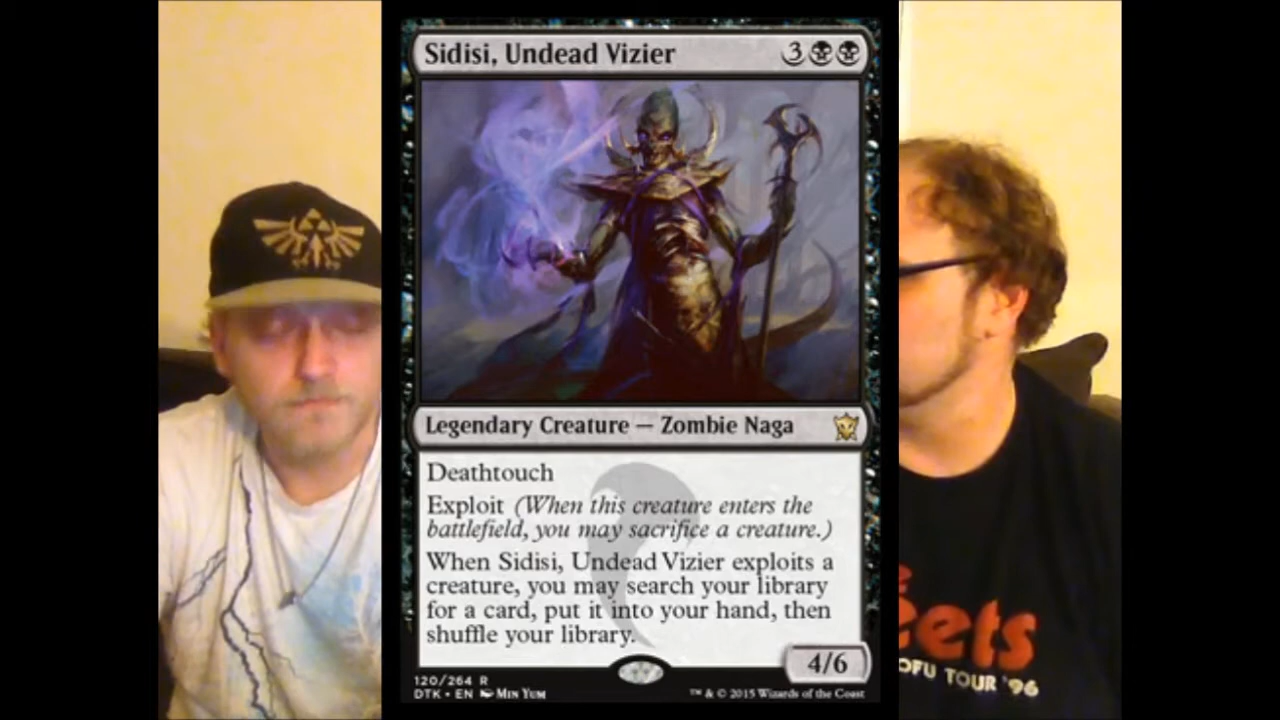 Sidisi, Undead Vizier 3
Legendary Creature — Zombie Naga
Deathtouch
Exploit (When this creature enters the
battlefield, you may sacrifice a creature.)
When Sidisi, Undead Vizier exploits a
creature, you may search your library
for a card, put it into your hand, then
shuffle your library.
4/6
120/264 R
DTK • EN Min Yum
™ & © 2015 Wizards of the Coast
eets
OFU TOUR '96